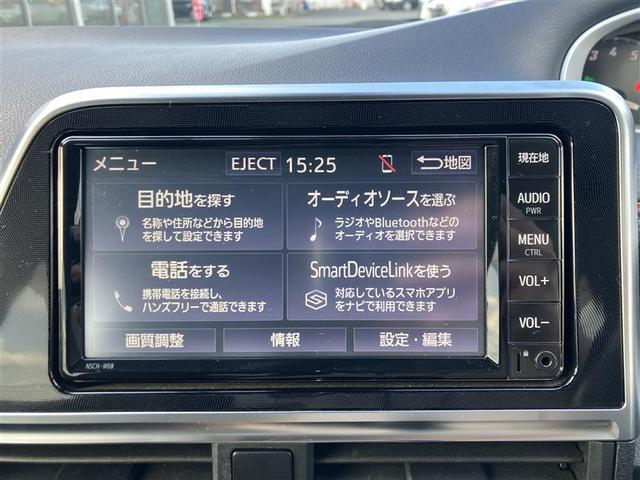 メニュー
EJECT
15:25
地図
目的地を探す
名称や住所などから目的地
を探して設定できます
オーディオソースを選ぶ
ラジオやBluetoothなどの
オーディオを選択できます
電話をする
携帯電話を接続し、
ハンズフリーで通話できます
SmartDeviceLinkを使う
対応しているスマホアプリ
をナビで利用できます
画質調整
情報
設定・編集
NSCN-W68
現在地
AUDIO
PWR
MENU
CTRL
VOL+
VOL-
3
4
5